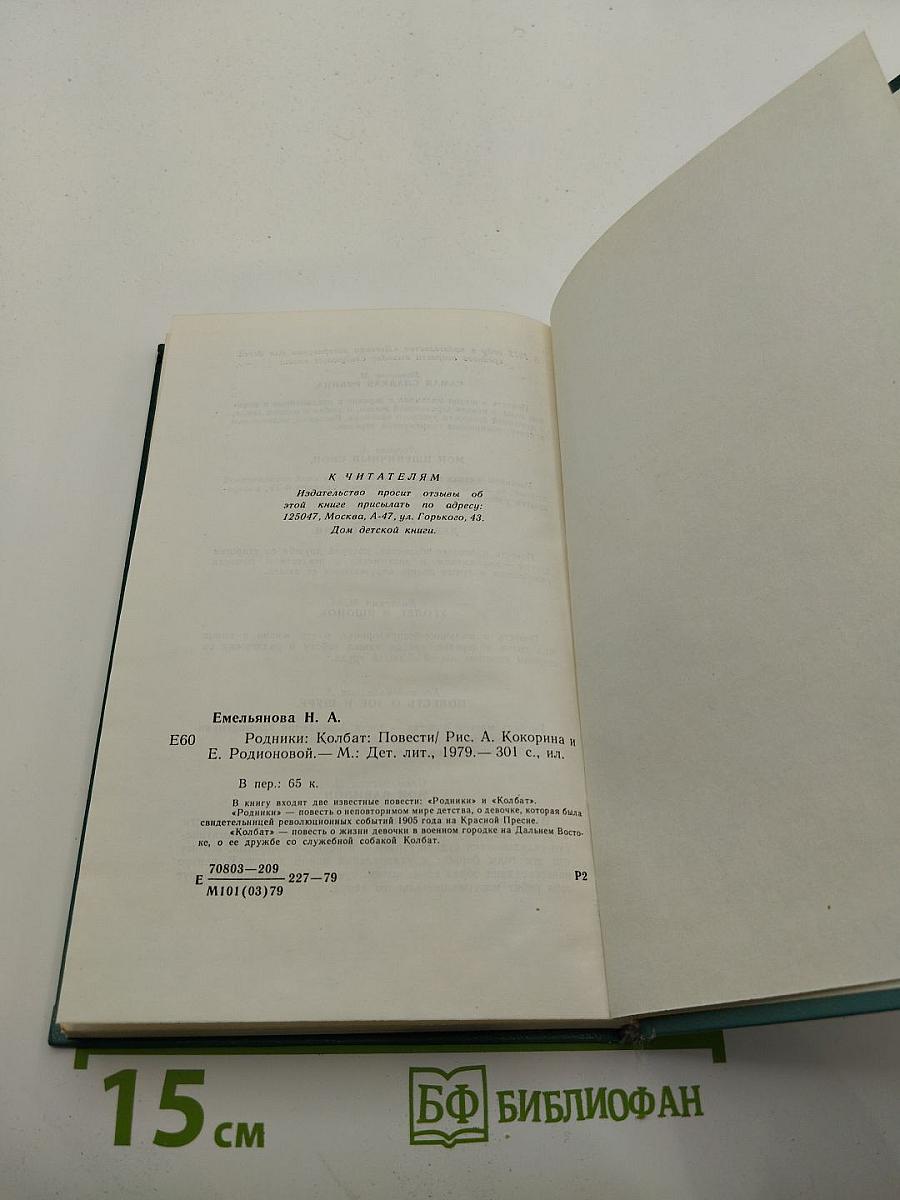 К ЧИТАТЕЛЯМ
Издательство просит отзывы об
этой книге присылать по адресу:
125047, Москва, А-47, ул. Горького, 43.
Дом детской книги.
Емельянова Н. А.
Е60 Родники: Колбат: Повести/ Рис. А. Кокорина и
Е. Родионовой.— М.: Дет. лит., 1979.— 301 с., ил.
В пер.: 65 к.
В книгу входят две известные повести: «Родники» и «Колбат».
«Родники» — повесть о неповторимом мире детства, о девочке, которая была
свидетельницей революционных событий 1905 года на Красной Пресне.
«Колбат» — повесть о жизни девочки в военном городке на Дальнем Восто-
ке, о ее дружбе со служебной собакой Колбат.
70803—209
Е 227—79 Р2
М101(03)79
15 см БФ БИБЛИОФАН